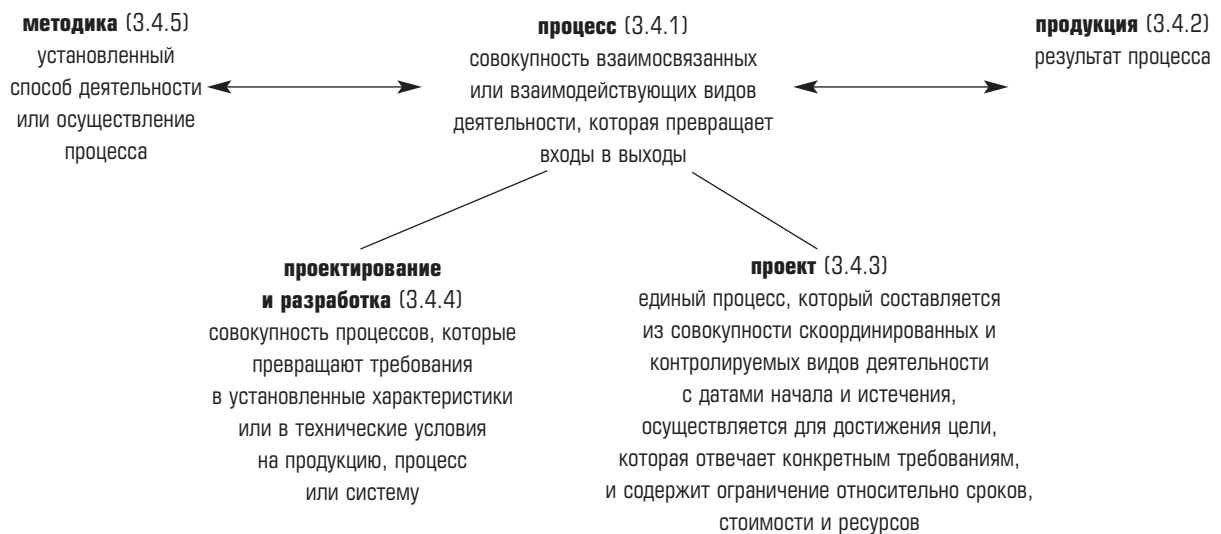 методика (3.4.5)
установленный
способ деятельности
или осуществление
процесса
процесс (3.4.1)
совокупность взаимосвязанных
или взаимодействующих видов
деятельности, которая превращает
входы в выходы
продукция (3.4.2)
результат процесса
проектирование
и разработка (3.4.4)
совокупность процессов, которые
превращают требования
в установленные характеристики
или в технические условия
на продукцию, процесс
или систему
проект (3.4.3)
единый процесс, который составляется
из совокупности скоординированных и
контролируемых видов деятельности
с датами начала и истечения,
осуществляется для достижения цели,
которая отвечает конкретным требованиям,
и содержит ограничение относительно сроков,
стоимости и ресурсов